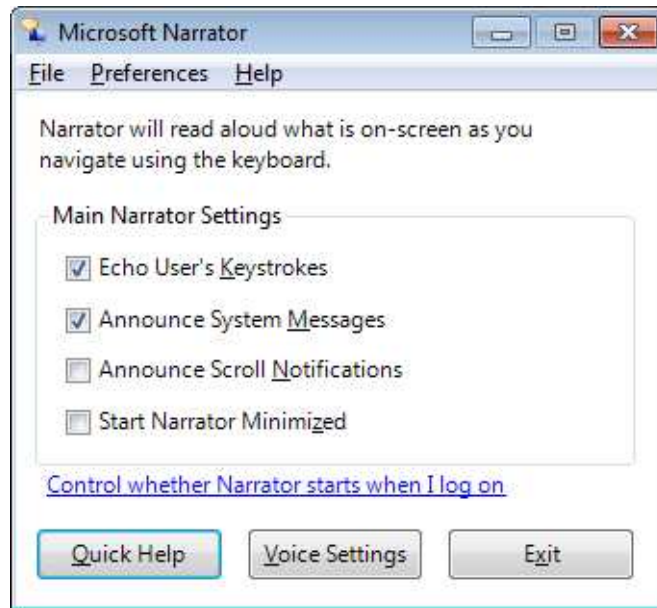 Microsoft Narrator
File Preferences Help
Narrator will read aloud what is on-screen as you
navigate using the keyboard.
Main Narrator Settings
Echo User's Keystrokes
Announce System Messages
Announce Scroll Notifications
Start Narrator Minimized
Control whether Narrator starts when I log on
Quick Help Voice Settings Exit